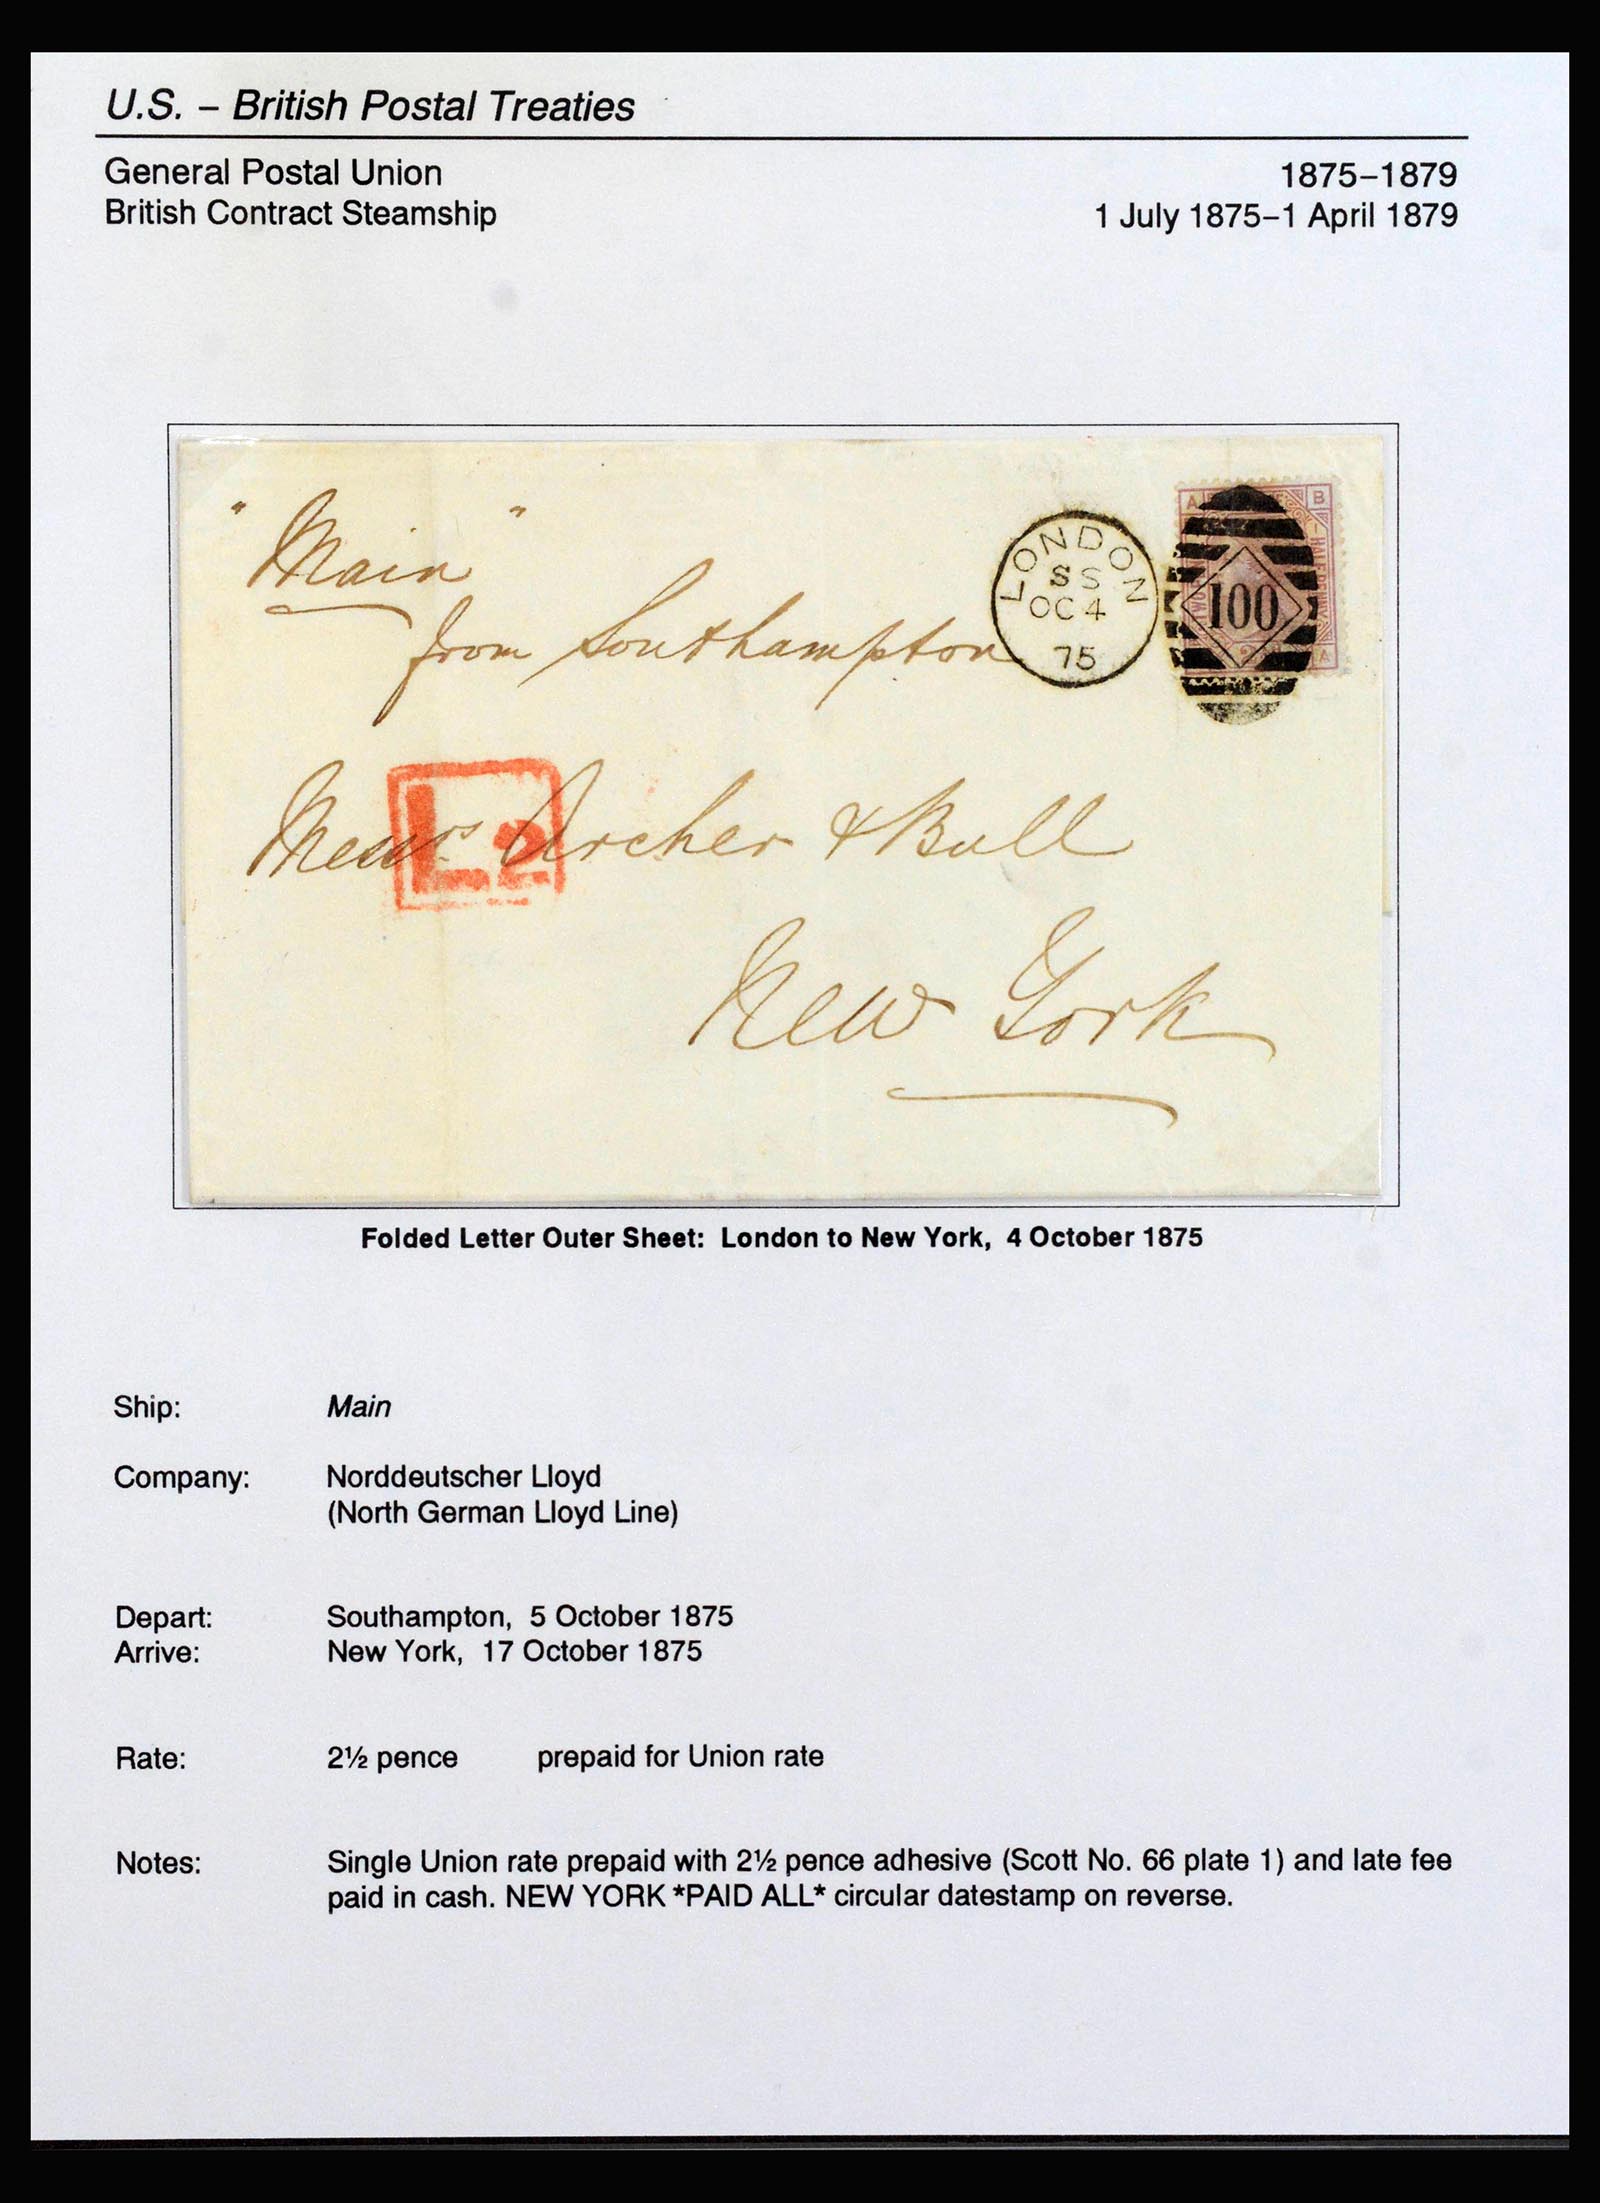 U.S. – British Postal Treaties
General Postal Union 1875–1879
British Contract Steamship 1 July 1875–1 April 1879
"Main"
from Southampton
LONDON
SS
OC 4
75
A B
HALFPENNY
100
A
Messrs. Archer & Bull
L2
New York
Folded Letter Outer Sheet: London to New York, 4 October 1875
Ship: Main
Company: Norddeutscher Lloyd
(North German Lloyd Line)
Depart: Southampton, 5 October 1875
Arrive: New York, 17 October 1875
Rate: 2½ pence prepaid for Union rate
Notes: Single Union rate prepaid with 2½ pence adhesive (Scott No. 66 plate 1) and late fee
paid in cash. NEW YORK *PAID ALL* circular datestamp on reverse.